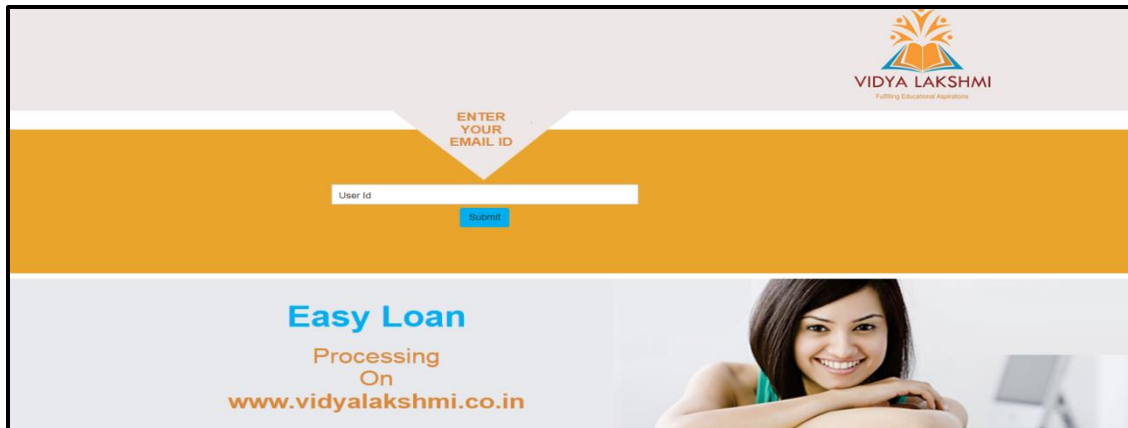 VIDYA LAKSHMI
Fulfilling Educational Aspirations
ENTER
YOUR
EMAIL ID
User Id
Submit
Easy Loan
Processing
On
www.vidyalakshmi.co.in